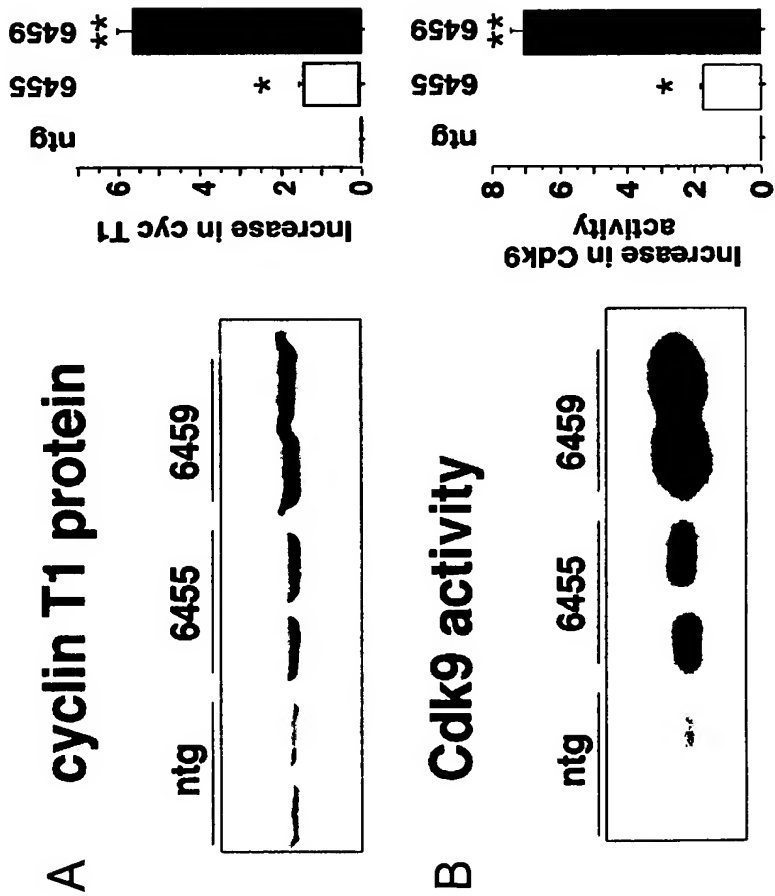 A cyclin T1 protein
ntg 6455 6459
Increase in cyc T1
6
4
2
0
ntg 6455 6459
*
**
B Cdk9 activity
ntg 6455 6459
Increase in Cdk9
activity
8
6
4
2
0
ntg 6455 6459
*
**